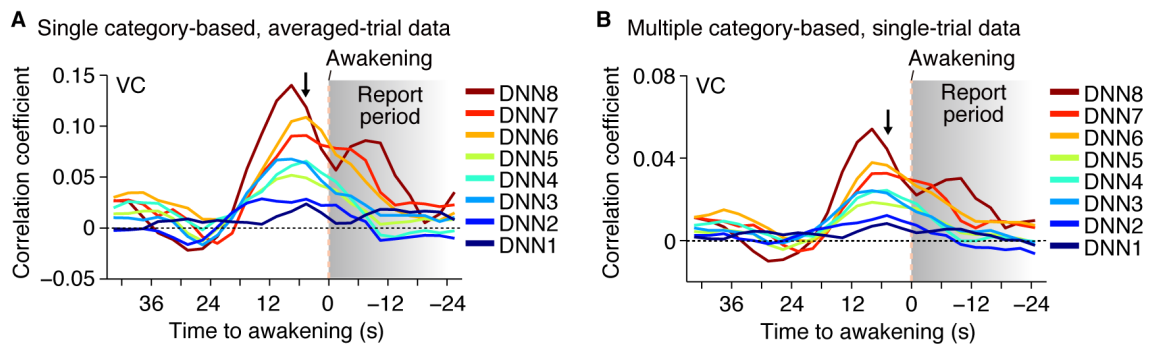 A Single category-based, averaged-trial data
Awakening
VC
Report
period
Correlation coefficient
0.15
0.10
0.05
0
−0.05
36 24 12 0 −12 −24
Time to awakening (s)
DNN8
DNN7
DNN6
DNN5
DNN4
DNN3
DNN2
DNN1
B Multiple category-based, single-trial data
Awakening
VC
Report
period
Correlation coefficient
0.08
0.04
0
36 24 12 0 −12 −24
Time to awakening (s)
DNN8
DNN7
DNN6
DNN5
DNN4
DNN3
DNN2
DNN1